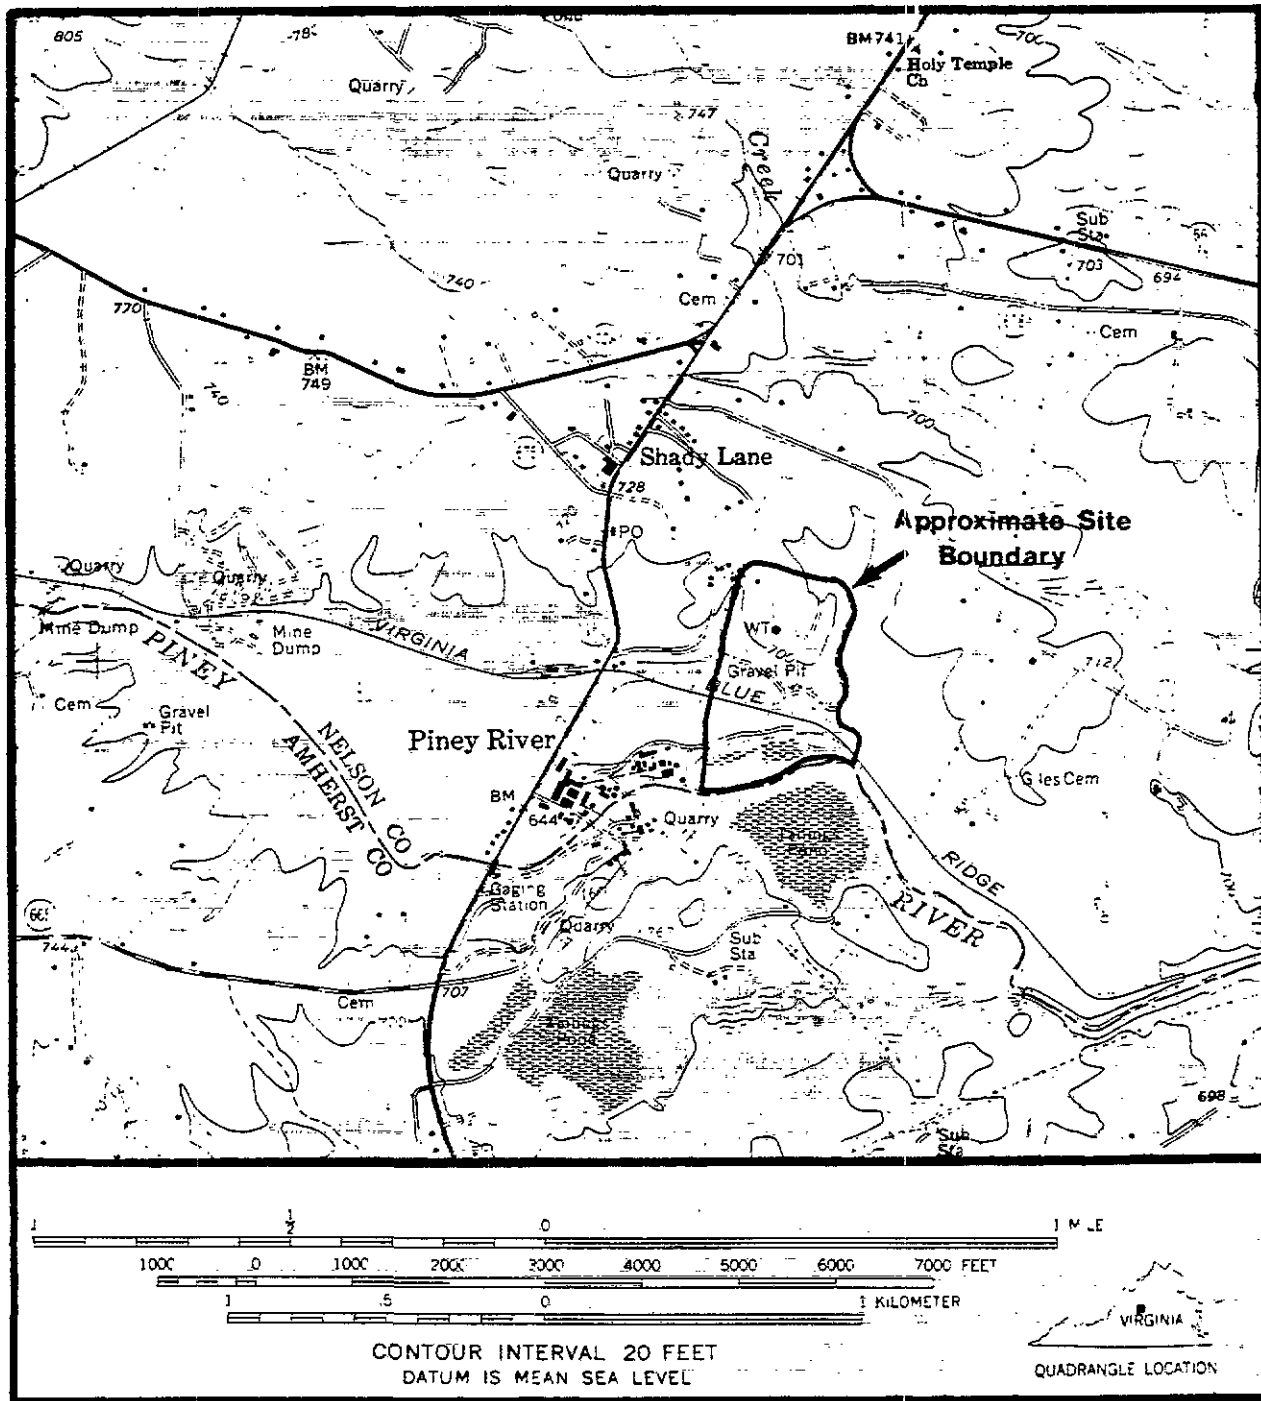 805
BM 741
Holy Temple
Ch
Quarry
747
Creek
Quarry
Sub
Sta
56
701
703
694
740
Cem
Cem
770
BM
749
740
700
Shady Lane
728
PO
Approximate Site
Boundary
Quarry
Quarry
Mine Dump
Mine
Dump
PINEY
VIRGINIA
WT
Gravel Pit
712
BLUE
Cem
Gravel
Pit
NELSON CO
AMHERST CO
Piney River
Giles Cem
BM
644
Quarry
RIDGE
RIVER
Gaging
Station
Quarry
Sub
Sta
744
Cem
707
698
Sub
Sta
1
1/2
0
1 MILE
1000
0
1000
2000
3000
4000
5000
6000
7000 FEET
1
.5
0
1 KILOMETER
CONTOUR INTERVAL 20 FEET
DATUM IS MEAN SEA LEVEL
VIRGINIA
QUADRANGLE LOCATION